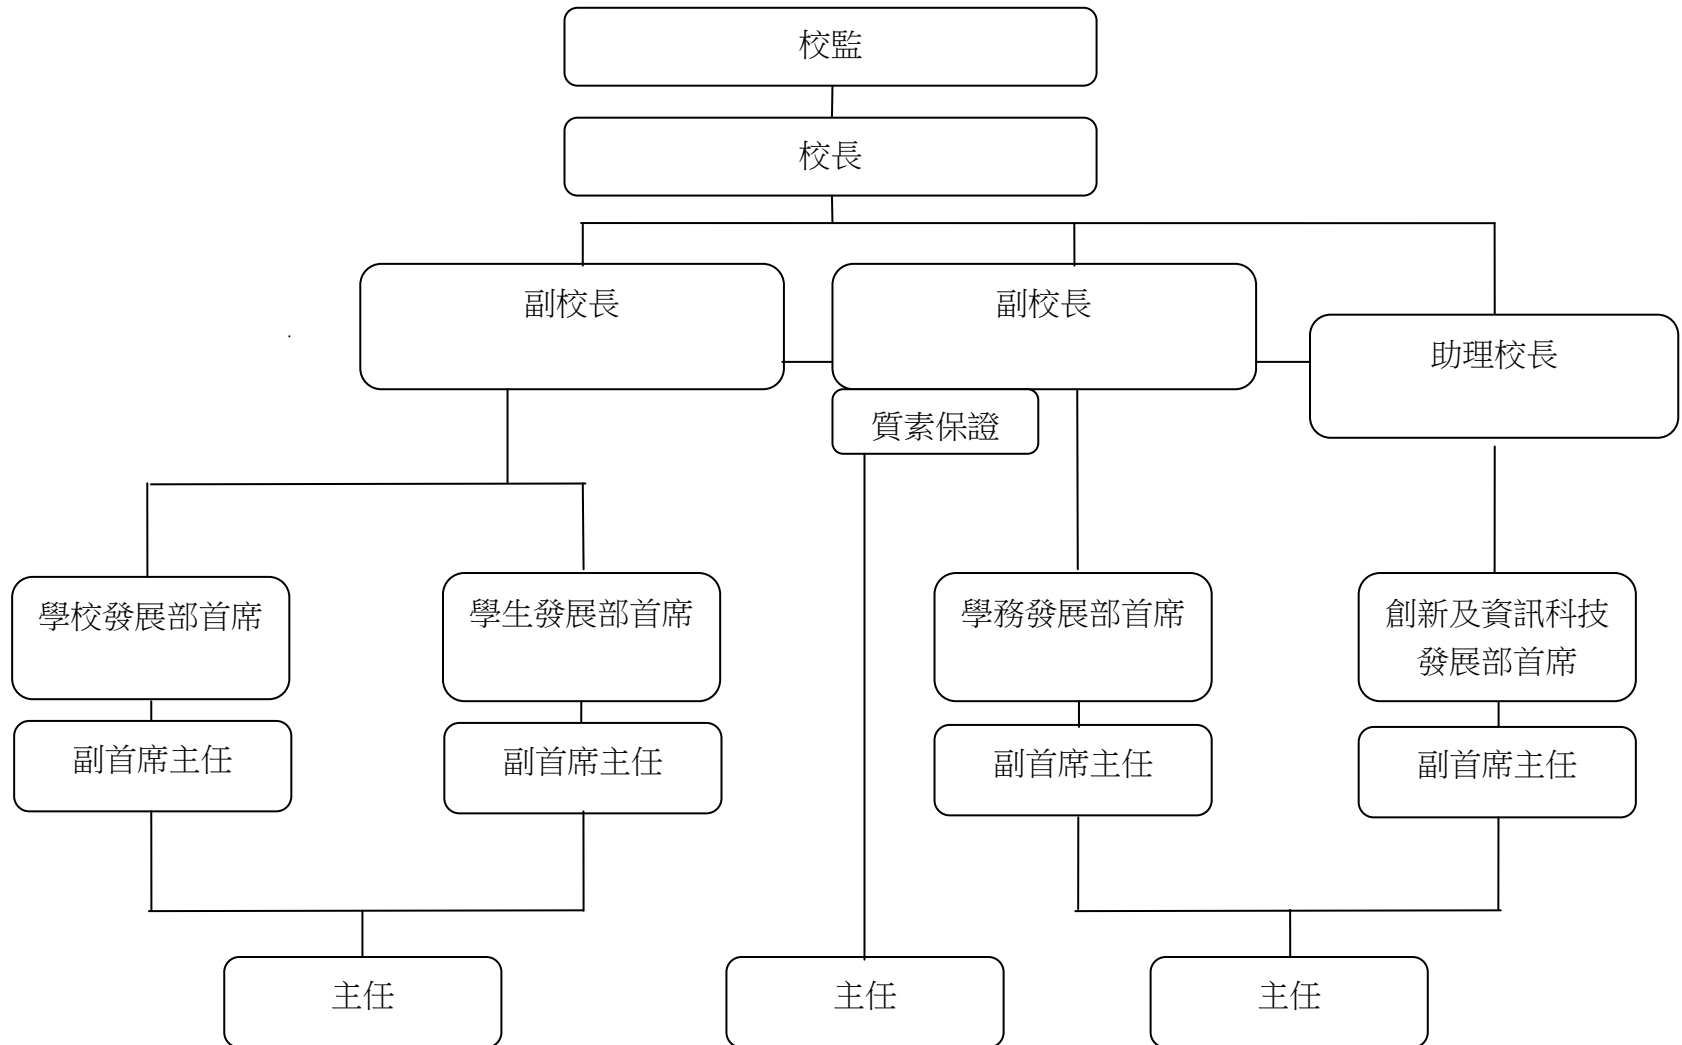 校監
校長
副校長
副校長
助理校長
質素保證
學校發展部首席
學生發展部首席
學務發展部首席
創新及資訊科技
發展部首席
副首席主任
副首席主任
副首席主任
副首席主任
主任
主任
主任